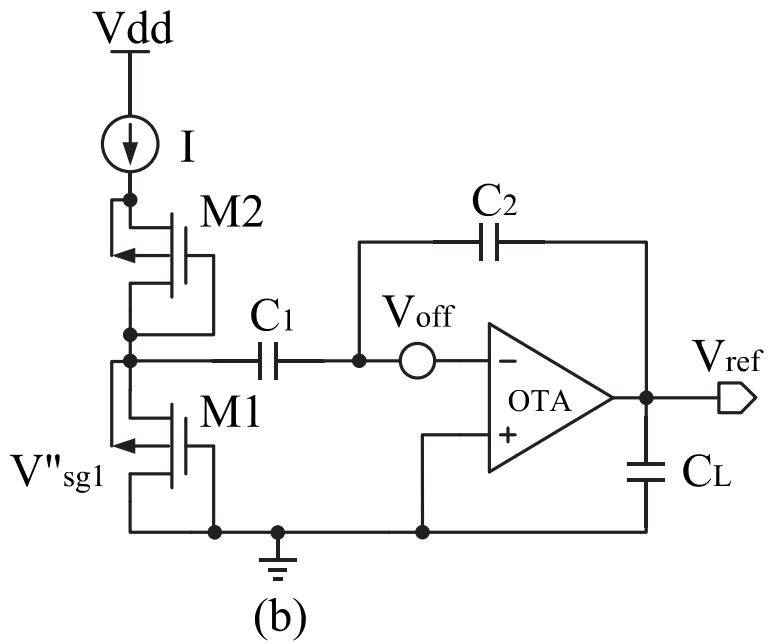 Vdd
I
M2
C2
C1
Voff
Vref
−
OTA
+
M1
V"sg1
CL
(b)